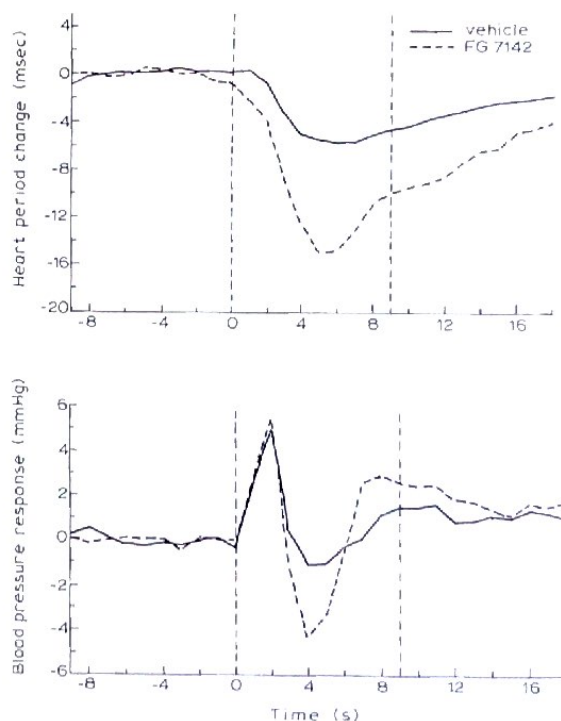 vehicle
FG 7142
Heart period change (msec)
4
0
-4
-8
-12
-16
-20
-8 -4 0 4 8 12 16
Blood pressure response (mmHg)
6
4
2
0
-2
-4
-6
-8 -4 0 4 8 12 16
Time (s)